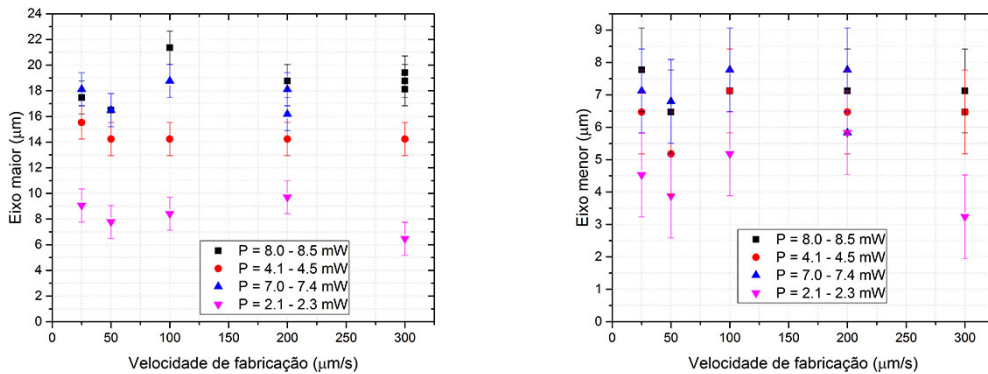 24
22
20
18
16
14
12
10
8
6
4
2
0
Eixo maior (μm)
P = 8.0 - 8.5 mW
P = 4.1 - 4.5 mW
P = 7.0 - 7.4 mW
P = 2.1 - 2.3 mW
0 50 100 150 200 250 300
Velocidade de fabricação (μm/s)
9
8
7
6
5
4
3
2
1
0
Eixo menor (μm)
P = 8.0 - 8.5 mW
P = 4.1 - 4.5 mW
P = 7.0 - 7.4 mW
P = 2.1 - 2.3 mW
0 50 100 150 200 250 300
Velocidade de fabricação (μm/s)